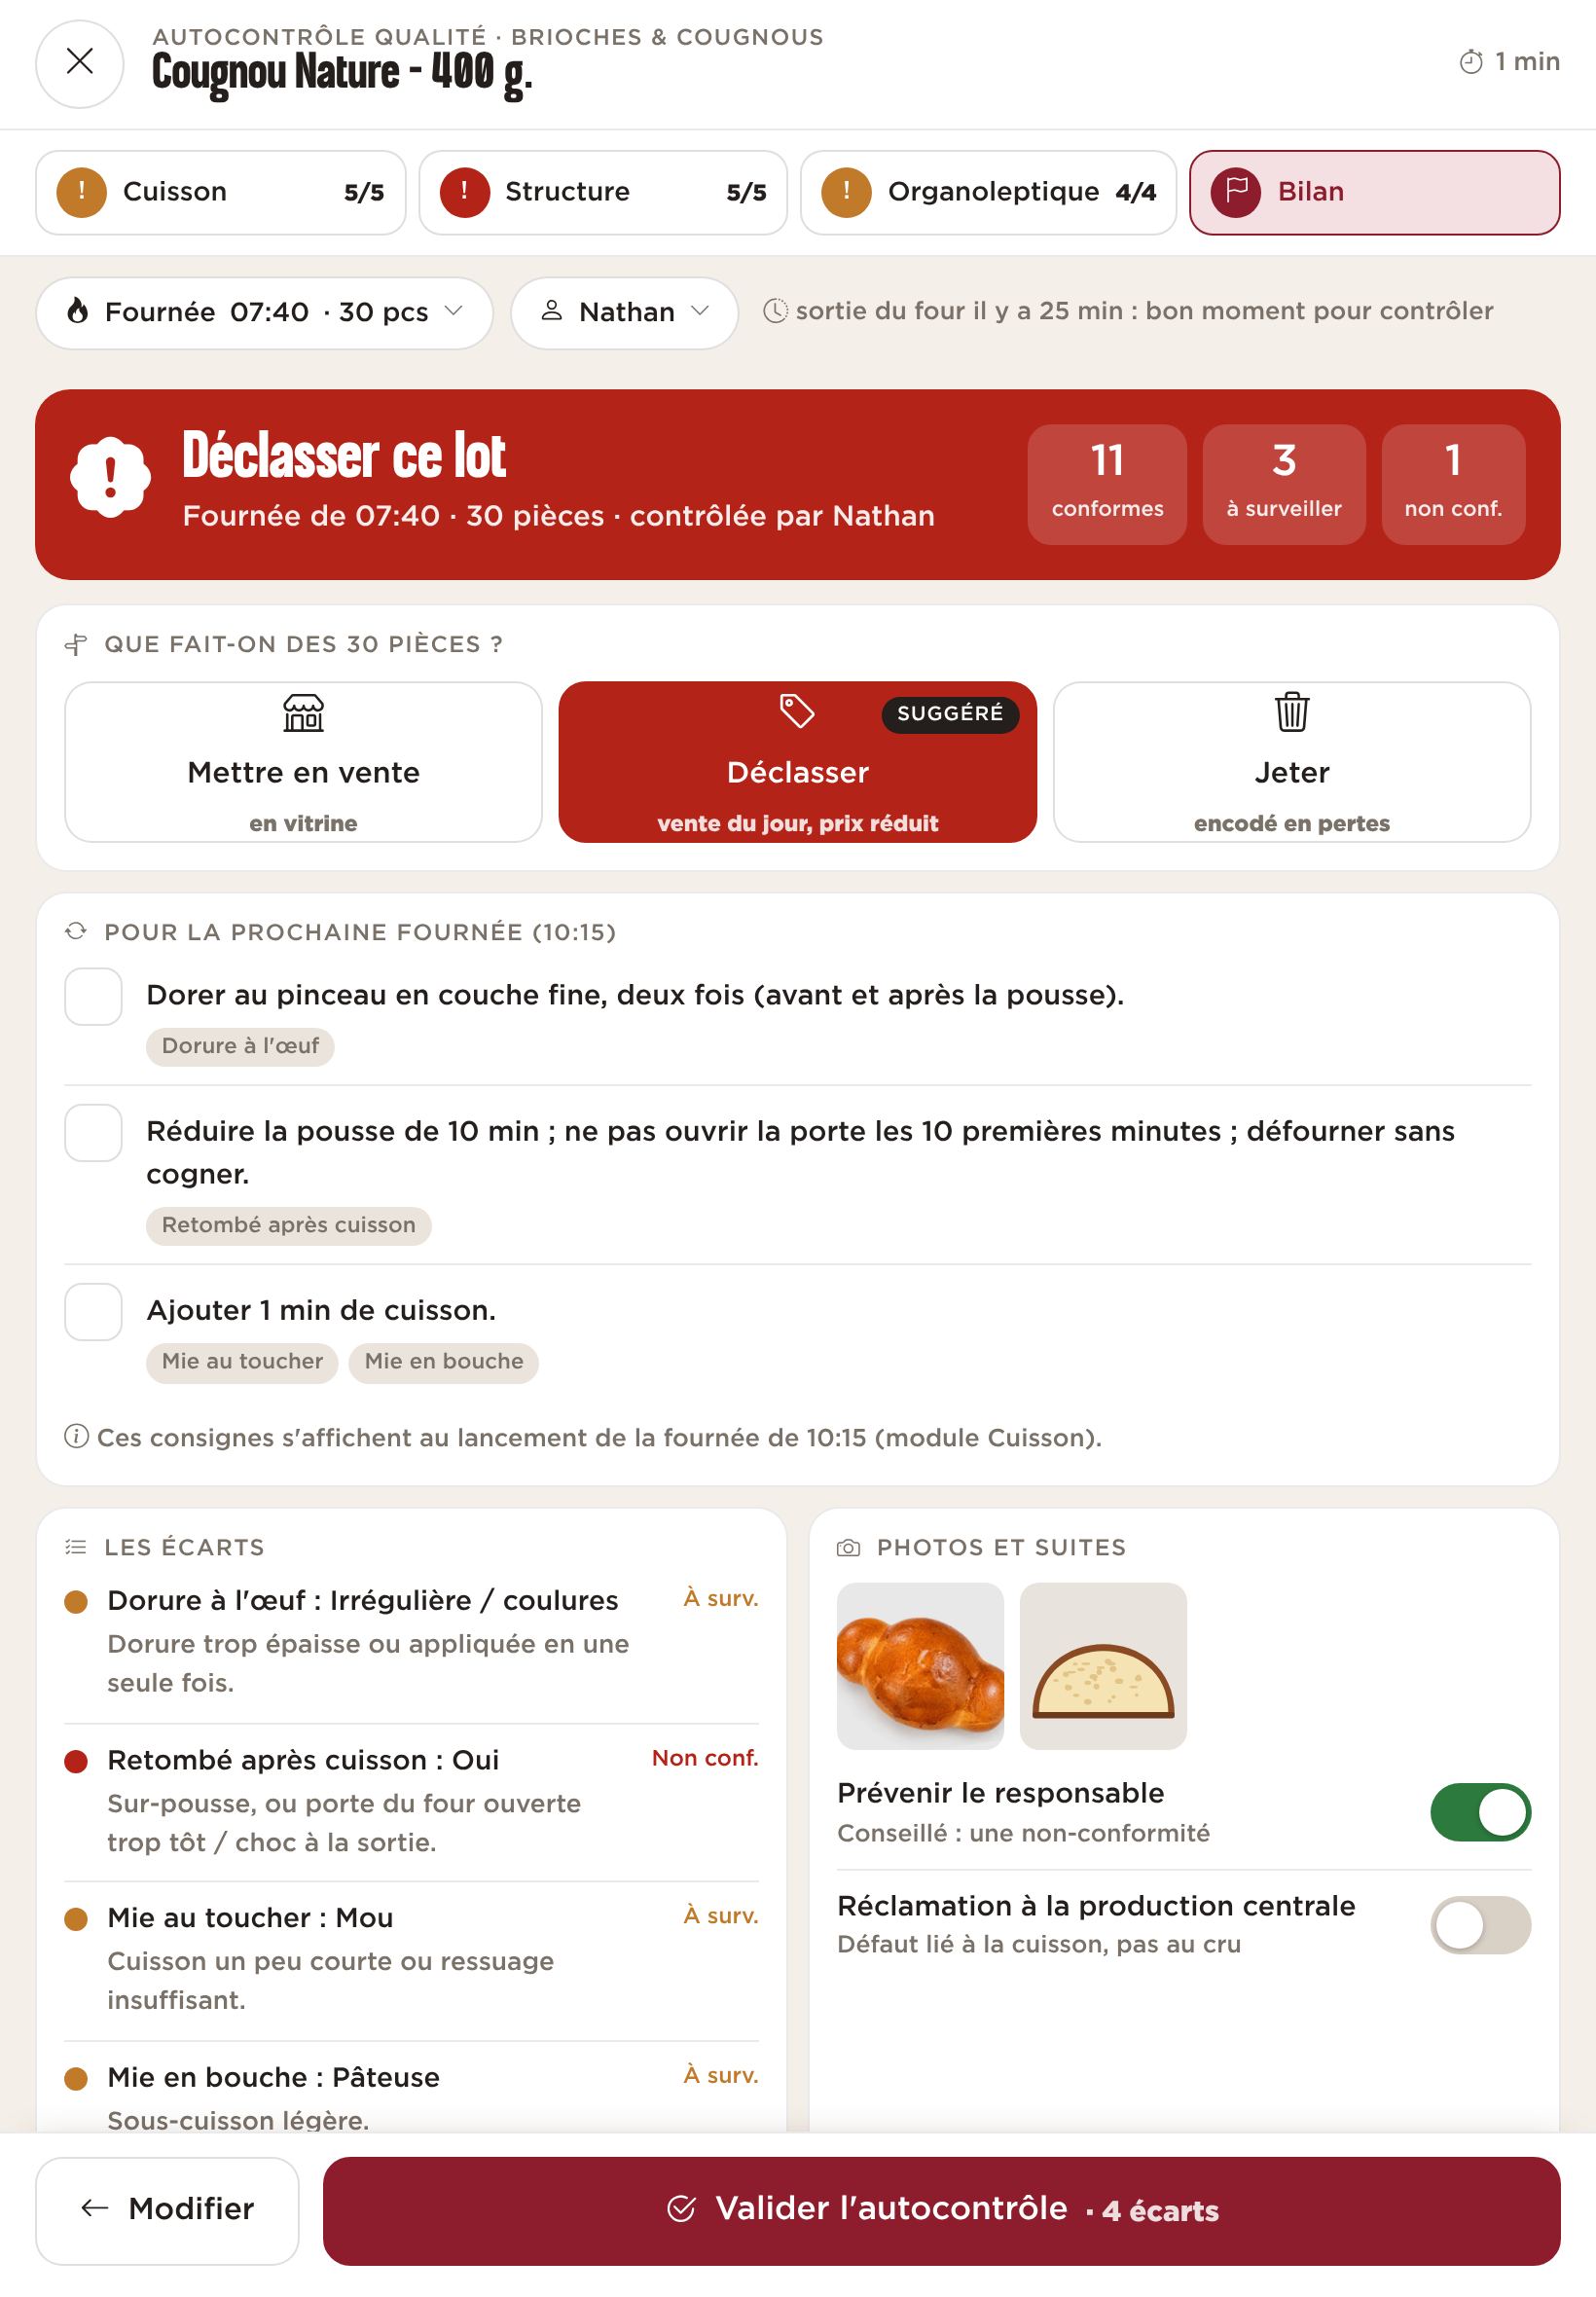 AUTOCONTRÔLE QUALITÉ · BRIOCHES & COUGNOUS
Cougnou Nature - 400 g.
1 min
! Cuisson 5/5
! Structure 5/5
! Organoleptique 4/4
Bilan
Fournée 07:40 · 30 pcs
Nathan
sortie du four il y a 25 min : bon moment pour contrôler
Déclasser ce lot
Fournée de 07:40 · 30 pièces · contrôlée par Nathan
11
conformes
3
à surveiller
1
non conf.
QUE FAIT-ON DES 30 PIÈCES ?
Mettre en vente
en vitrine
SUGGÉRÉ
Déclasser
vente du jour, prix réduit
Jeter
encodé en pertes
POUR LA PROCHAINE FOURNÉE (10:15)
Dorer au pinceau en couche fine, deux fois (avant et après la pousse).
Dorure à l'œuf
Réduire la pousse de 10 min ; ne pas ouvrir la porte les 10 premières minutes ; défourner sans
cogner.
Retombé après cuisson
Ajouter 1 min de cuisson.
Mie au toucher
Mie en bouche
Ces consignes s'affichent au lancement de la fournée de 10:15 (module Cuisson).
LES ÉCARTS
Dorure à l'œuf : Irrégulière / coulures
À surv.
Dorure trop épaisse ou appliquée en une
seule fois.
Retombé après cuisson : Oui
Non conf.
Sur-pousse, ou porte du four ouverte
trop tôt / choc à la sortie.
Mie au toucher : Mou
À surv.
Cuisson un peu courte ou ressuage
insuffisant.
Mie en bouche : Pâteuse
À surv.
Sous-cuisson légère.
PHOTOS ET SUITES
Prévenir le responsable
Conseillé : une non-conformité
Réclamation à la production centrale
Défaut lié à la cuisson, pas au cru
← Modifier
Valider l'autocontrôle · 4 écarts